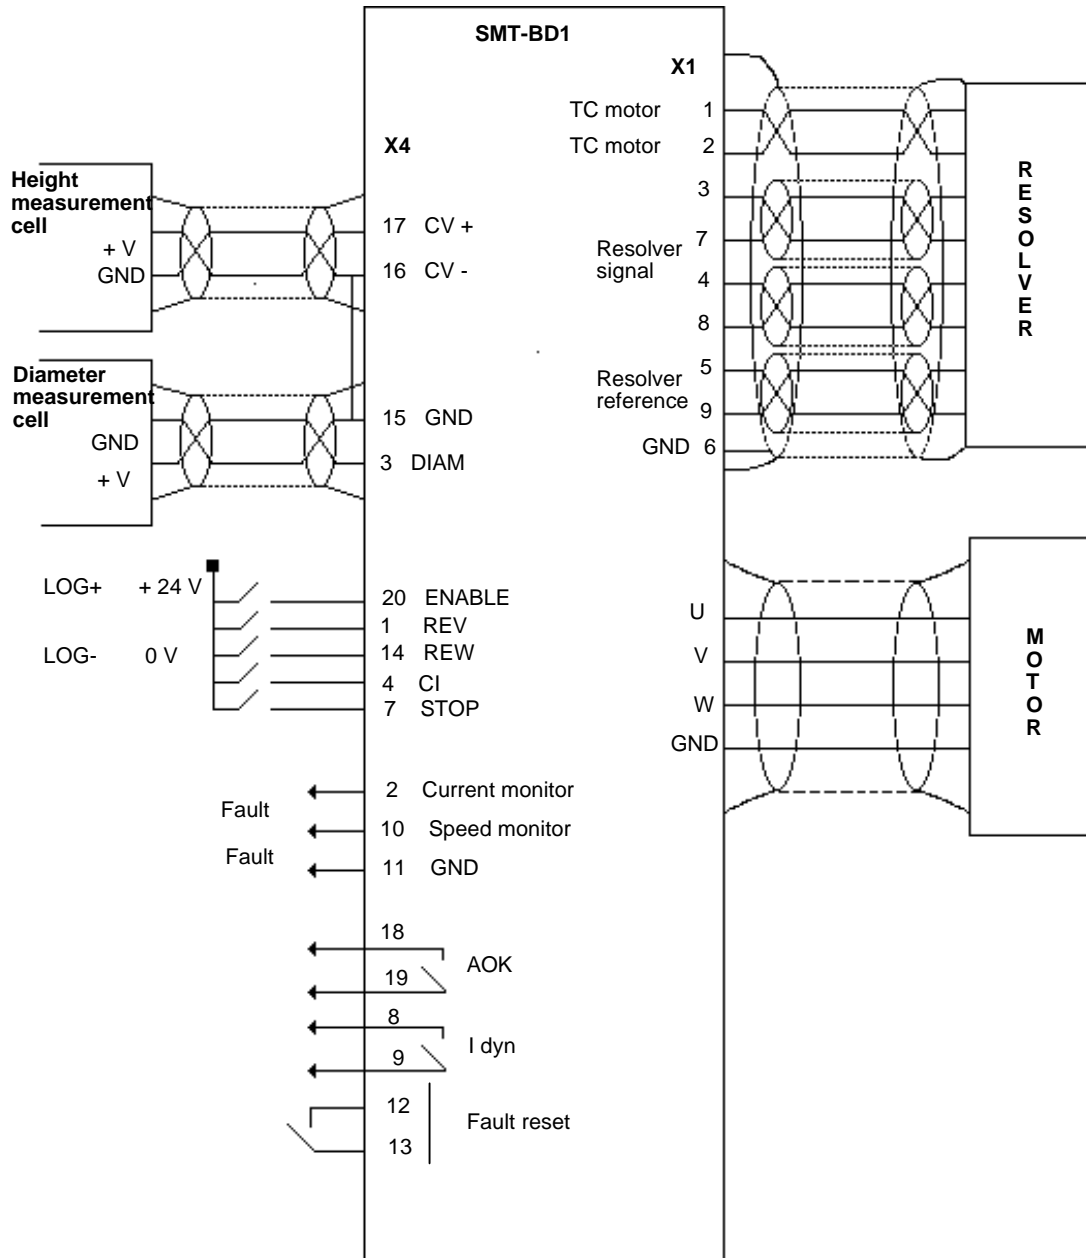 SMT-BD1
X1
TC motor 1
TC motor 2
3
7
Resolver
signal
4
8
5
Resolver
reference
9
GND 6
RESOLVER
X4
Height
measurement
cell
+ V
GND
17 CV +
16 CV -
Diameter
measurement
cell
GND
+ V
15 GND
3 DIAM
LOG+ + 24 V
LOG- 0 V
20 ENABLE
1 REV
14 REW
4 CI
7 STOP
U
V
W
GND
MOTOR
Fault
Fault
2 Current monitor
10 Speed monitor
11 GND
18
19
AOK
8
9
I dyn
12
13
Fault reset